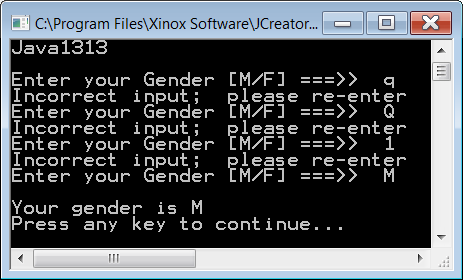 C:\Program Files\Xinox Software\JCreator...
Java1313
Enter your Gender [M/F] ===>>  q
Incorrect input;  please re-enter
Enter your Gender [M/F] ===>>  Q
Incorrect input;  please re-enter
Enter your Gender [M/F] ===>>  1
Incorrect input;  please re-enter
Enter your Gender [M/F] ===>>  M
Your gender is M
Press any key to continue...